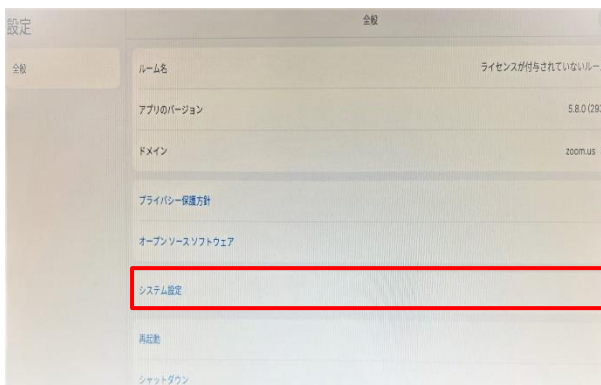 設定
全般
全般
ルーム名 ライセンスが付与されていないルー
アプリのバージョン 5.8.0 (293
ドメイン zoom.us
プライバシー保護方針
オープン ソース ソフトウェア
システム設定
再起動
シャットダウン